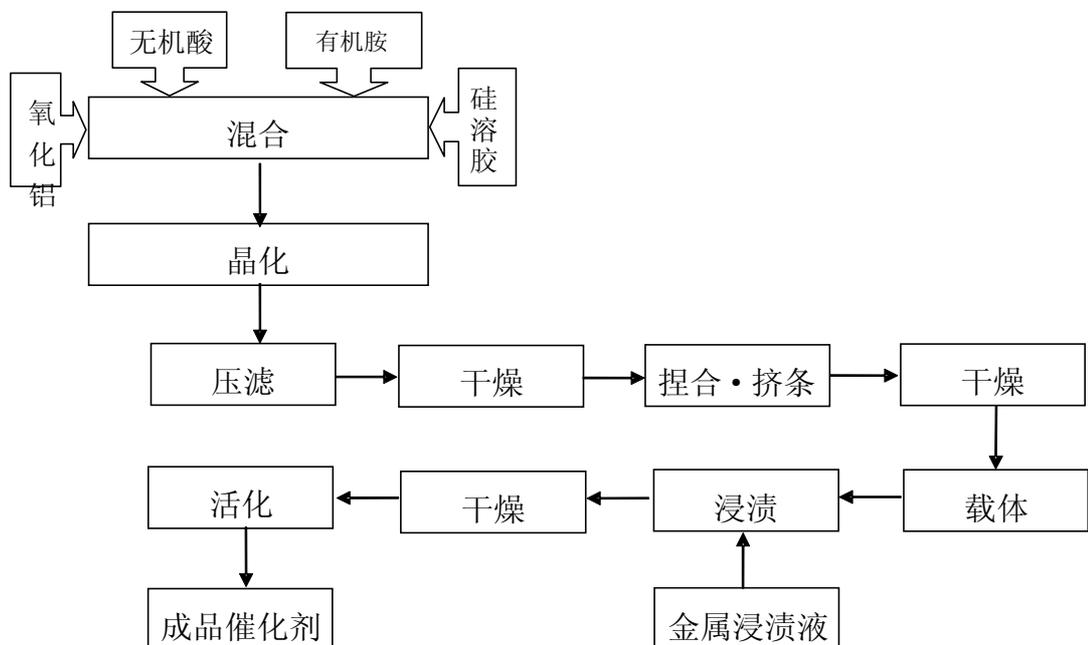 无机酸
有机胺
氧化铝
混合
硅溶胶
晶化
压滤
干燥
捏合·挤条
干燥
活化
干燥
浸渍
载体
成品催化剂
金属浸渍液